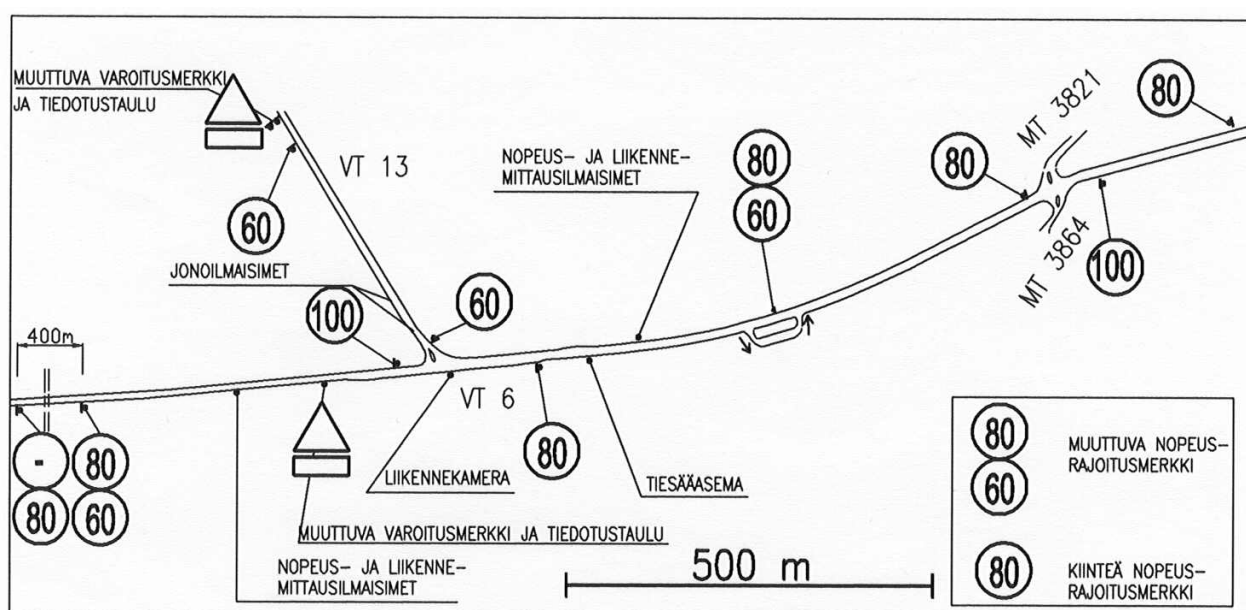 MUUTTUVA VAROITUSMERKKI
JA TIEDOTUSTAULU
VT 13
60
JONOILMAISIMET
100
60
NOPEUS- JA LIIKENNE-
MITTAUSILMAISIMET
80
60
80
MT 3821
80
MT 3864
100
400m
-
80
80
60
VT 6
80
LIIKENNEKAMERA
TIESÄÄASEMA
MUUTTUVA VAROITUSMERKKI JA TIEDOTUSTAULU
NOPEUS- JA LIIKENNE-
MITTAUSILMAISIMET
500 m
80
60
MUUTTUVA NOPEUS-
RAJOITUSMERKKI
80
KIINTEÄ NOPEUS-
RAJOITUSMERKKI